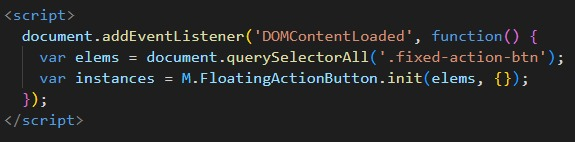 <script>
document.addEventListener('DOMContentLoaded', function() {
var elems = document.querySelectorAll('.fixed-action-btn');
var instances = M.FloatingActionButton.init(elems, {});
});
</script>